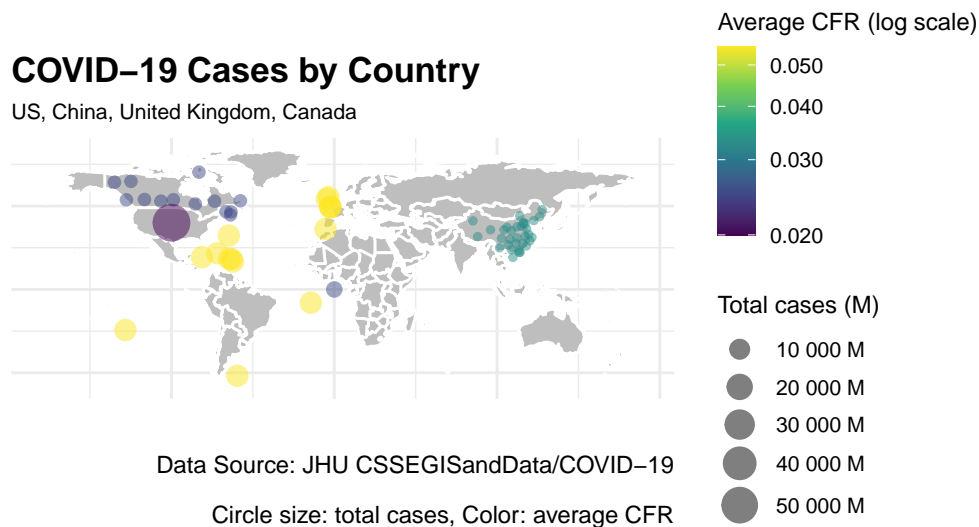 COVID−19 Cases by Country
US, China, United Kingdom, Canada
Data Source: JHU CSSEGISandData/COVID−19
Circle size: total cases, Color: average CFR
Average CFR (log scale)
0.050
0.040
0.030
0.020
Total cases (M)
10 000 M
20 000 M
30 000 M
40 000 M
50 000 M